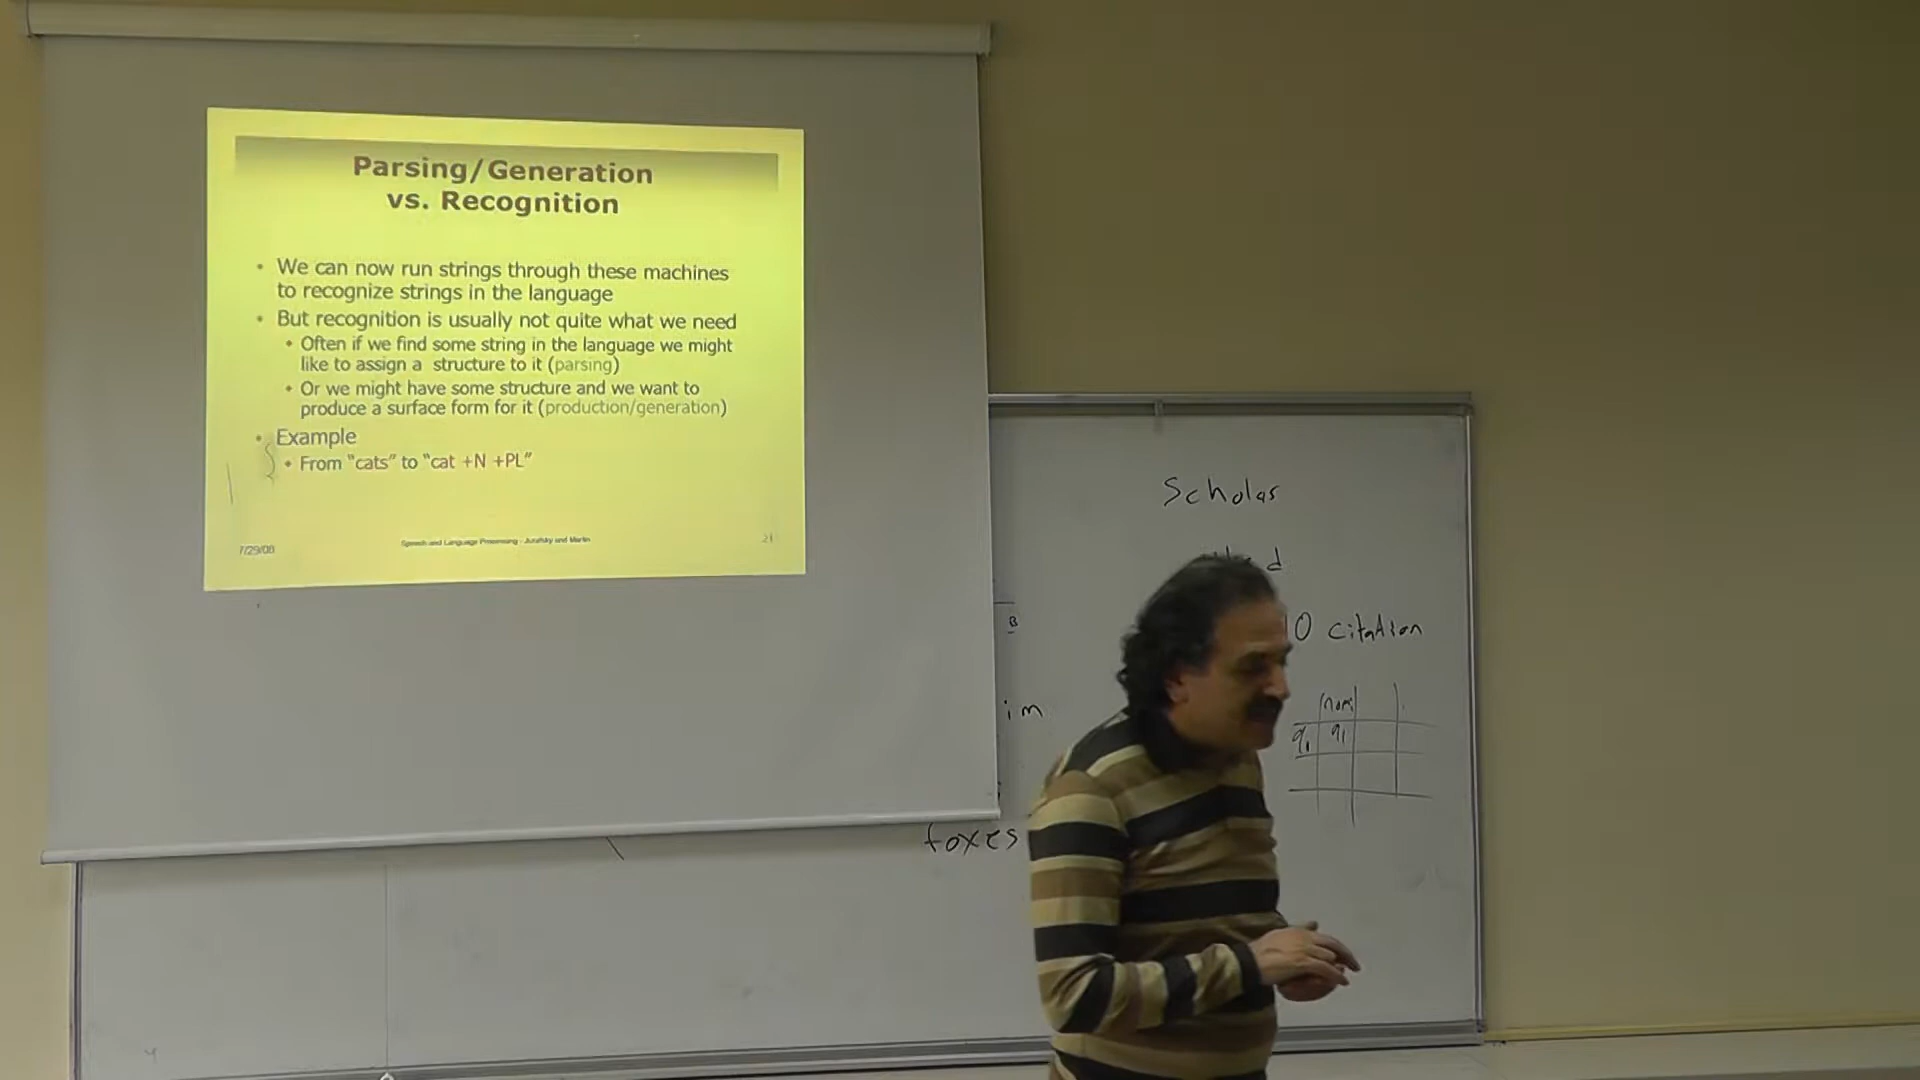 Parsing/Generation
vs. Recognition
• We can now run strings through these machines
to recognize strings in the language
• But recognition is usually not quite what we need
• Often if we find some string in the language we might
like to assign a structure to it (parsing)
• Or we might have some structure and we want to
produce a surface form for it (production/generation)
• Example
• From "cats" to "cat +N +PL"
7/29/08
Speech and Language Processing - Jurafsky and Martin
21
Scholar
d
B
10 citation
im
q1 q1
foxes